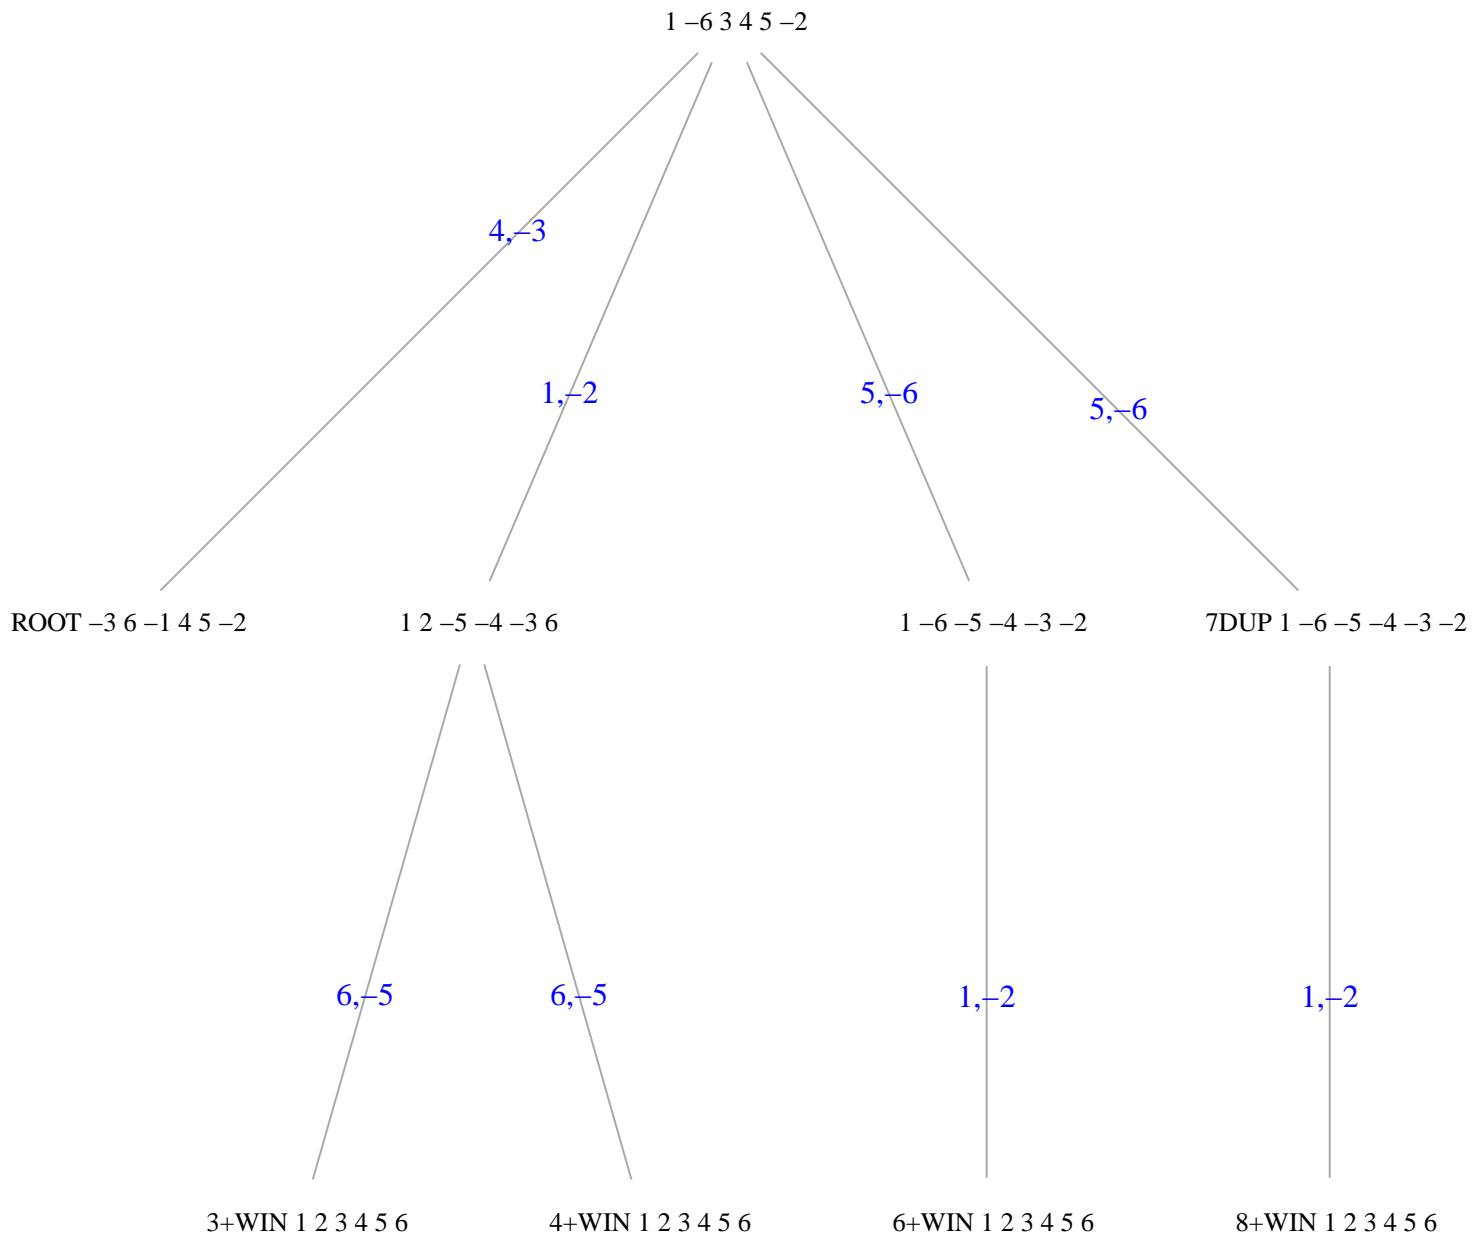 1 –6 3 4 5 –2
4,–3
1,–2
5,–6
5,–6
ROOT –3 6 –1 4 5 –2
1 2 –5 –4 –3 6
1 –6 –5 –4 –3 –2
7DUP 1 –6 –5 –4 –3 –2
6,–5
6,–5
1,–2
1,–2
3+WIN 1 2 3 4 5 6
4+WIN 1 2 3 4 5 6
6+WIN 1 2 3 4 5 6
8+WIN 1 2 3 4 5 6